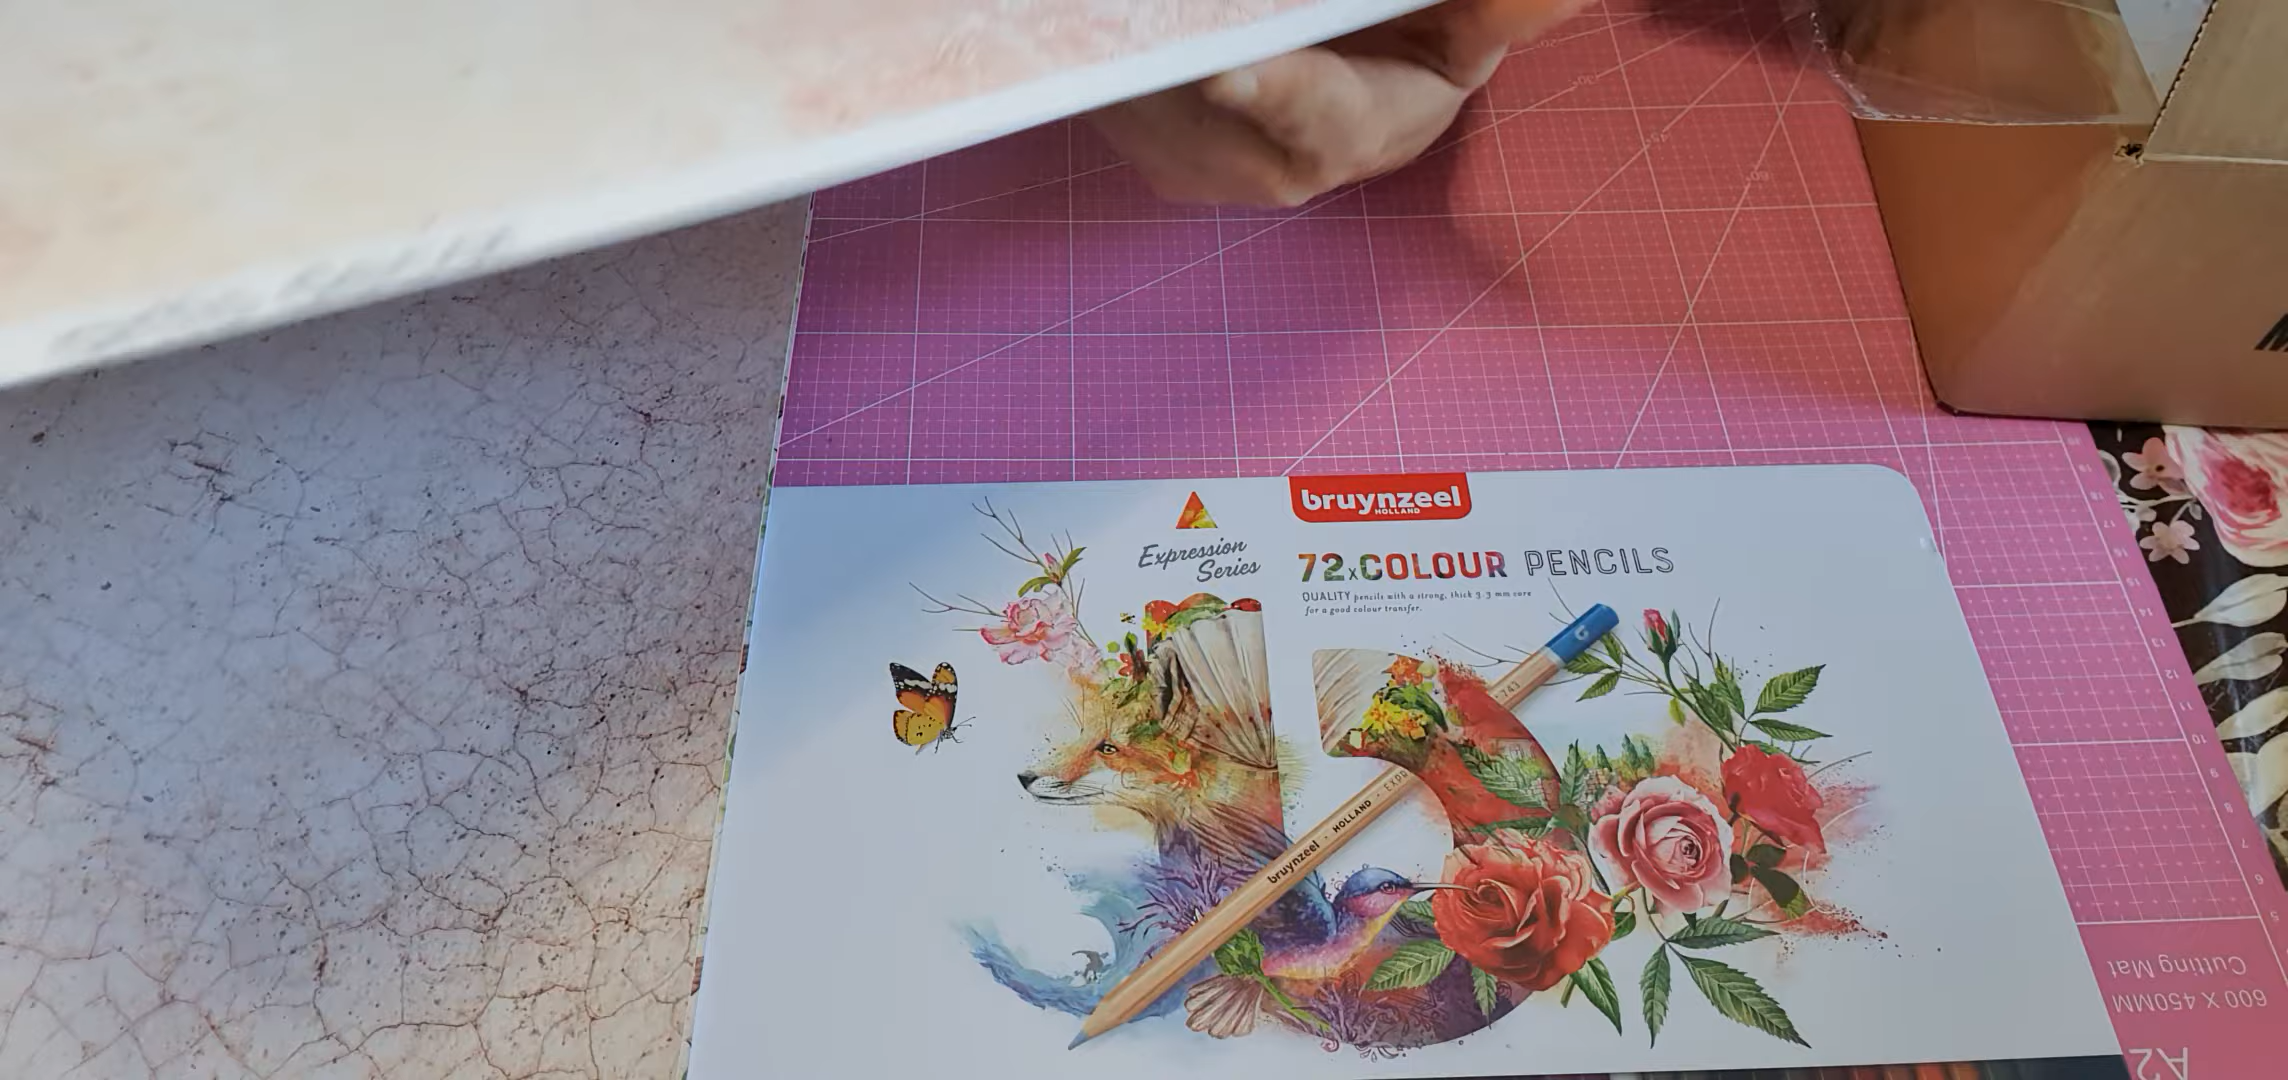 bruynzeel
HOLLAND
Expression
Series
72xCOLOUR PENCILS
QUALITY pencils with a strong, thick 3.3 mm core
for a good colour transfer.
bruynzeel · HOLLAND ·
743
Cutting Mat
600 X 450MM
A2